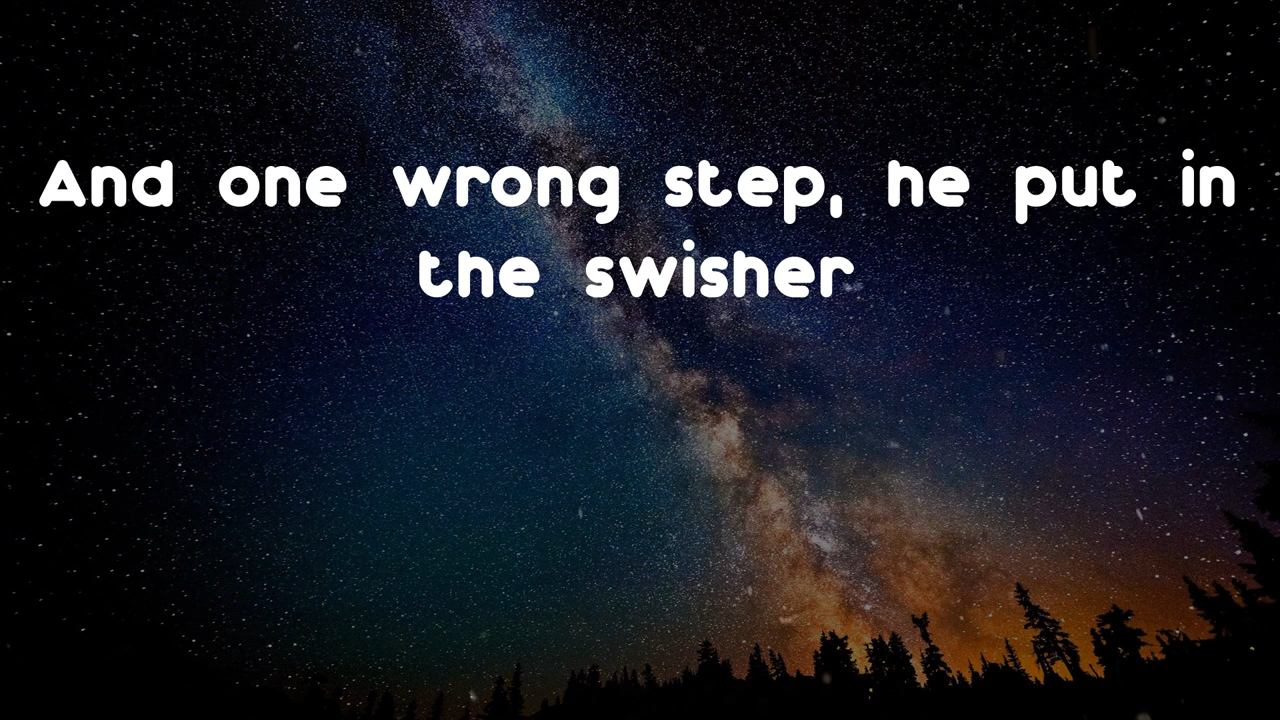 And one wrong step, he put in
the swisher